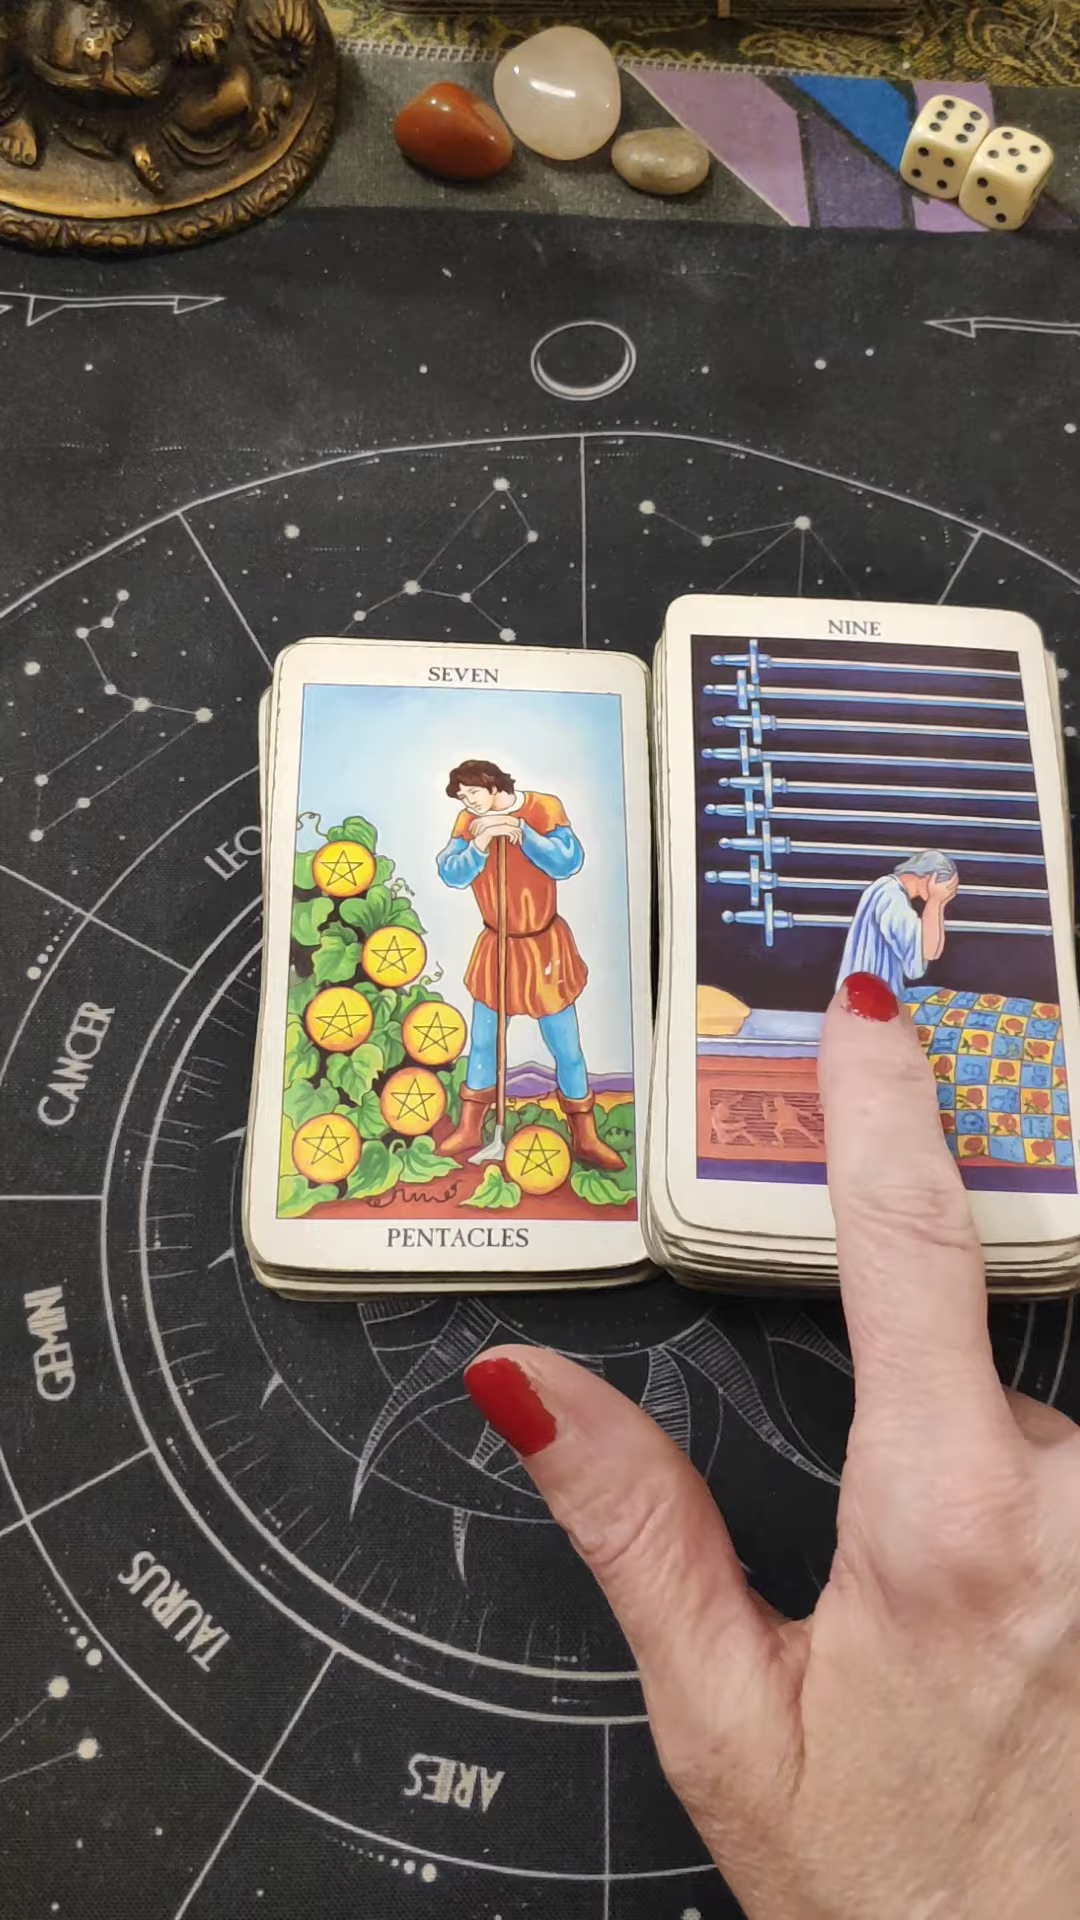 SEVEN
NINE
LEO
CANCER
PENTACLES
GEMINI
TAURUS
ARIES